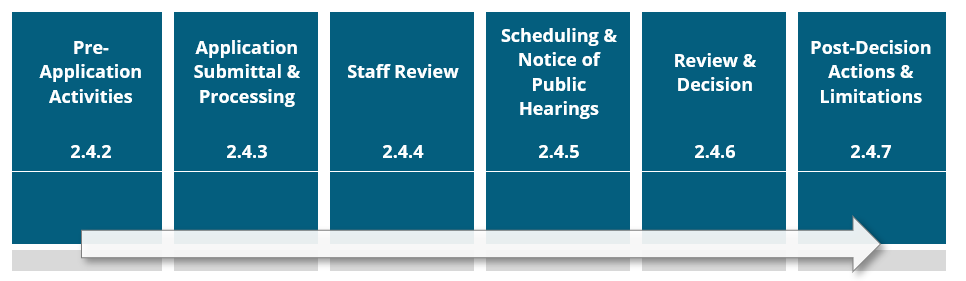 Pre-
Application
Activities
2.4.2
Application
Submittal &
Processing
2.4.3
Staff Review
2.4.4
Scheduling &
Notice of
Public
Hearings
2.4.5
Review &
Decision
2.4.6
Post-Decision
Actions &
Limitations
2.4.7